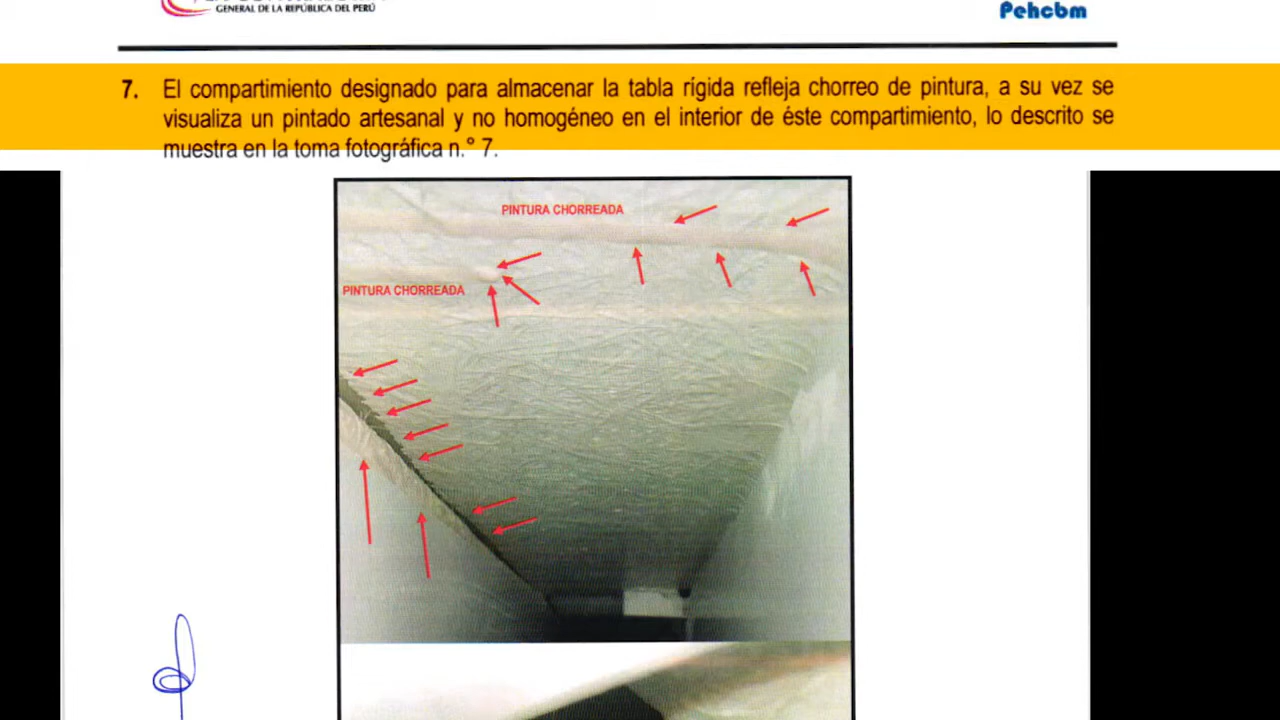 GENERAL DE LA REPÚBLICA DEL PERÚ
Pehcbm
7. El compartimiento designado para almacenar la tabla rígida refleja chorreo de pintura, a su vez se
visualiza un pintado artesanal y no homogéneo en el interior de éste compartimiento, lo descrito se
muestra en la toma fotográfica n.° 7.
PINTURA CHORREADA
PINTURA CHORREADA